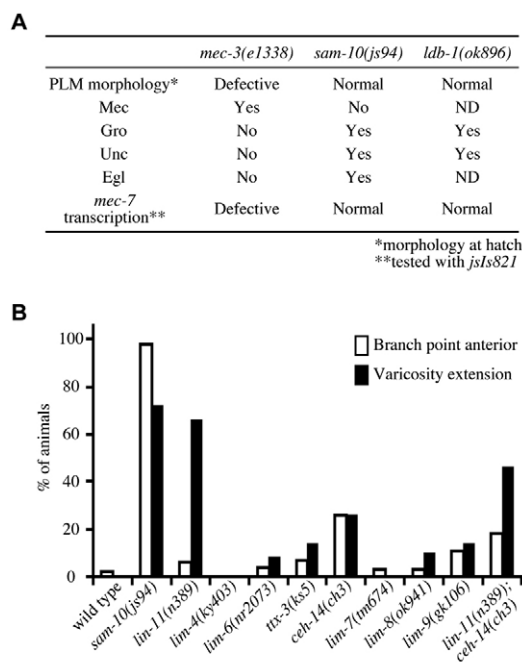 A
mec-3(e1338) sam-10(js94) ldb-1(ok896)
PLM morphology* Defective Normal Normal
Mec Yes No ND
Gro No Yes Yes
Unc No Yes Yes
Egl No Yes ND
mec-7
transcription** Defective Normal Normal
*morphology at hatch
**tested with jsIs821
B
Branch point anterior
Varicosity extension
% of animals
100
80
60
40
20
0
wild type
sam-10(js94)
lin-11(n389)
lim-4(ky403)
lim-6(nr2073)
ttx-3(ks5)
ceh-14(ch3)
lim-7(tm674)
lim-8(ok941)
lim-9(gk106)
lin-11(n389);
ceh-14(ch3)